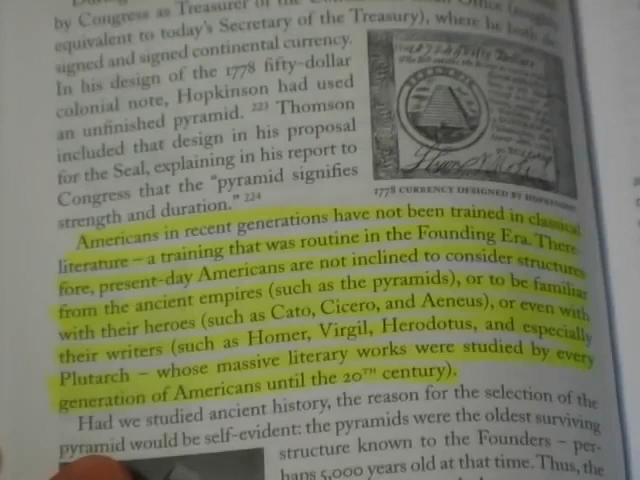 by Congress as Treasurer of the
equivalent to today's Secretary of the Treasury), where he both de-
signed and signed continental currency.
In his design of the 1778 fifty-dollar
colonial note, Hopkinson had used
an unfinished pyramid. 223 Thomson
included that design in his proposal
for the Seal, explaining in his report to
Congress that the "pyramid signifies
strength and duration." 224
1778 CURRENCY DESIGNED BY HOPKINSON
Americans in recent generations have not been trained in classical
literature – a training that was routine in the Founding Era. There-
fore, present-day Americans are not inclined to consider structures
from the ancient empires (such as the pyramids), or to be familiar
with their heroes (such as Cato, Cicero, and Aeneus), or even with
their writers (such as Homer, Virgil, Herodotus, and especially
Plutarch – whose massive literary works were studied by every
generation of Americans until the 20TH century).
Had we studied ancient history, the reason for the selection of the
pyramid would be self-evident: the pyramids were the oldest surviving
structure known to the Founders – per-
haps 5,000 years old at that time. Thus, the